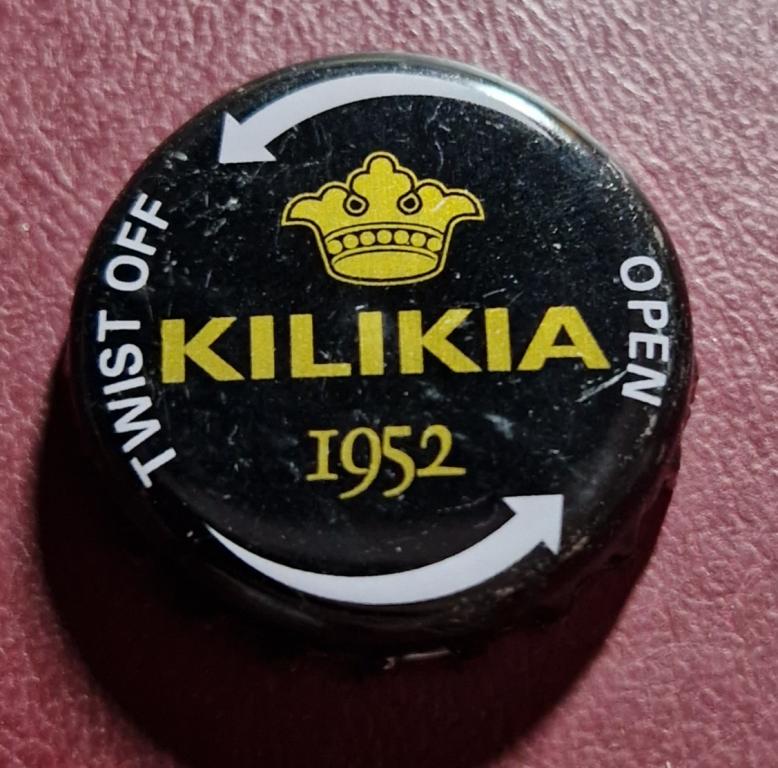 TWIST OFF
KILIKIA
1952
OPEN